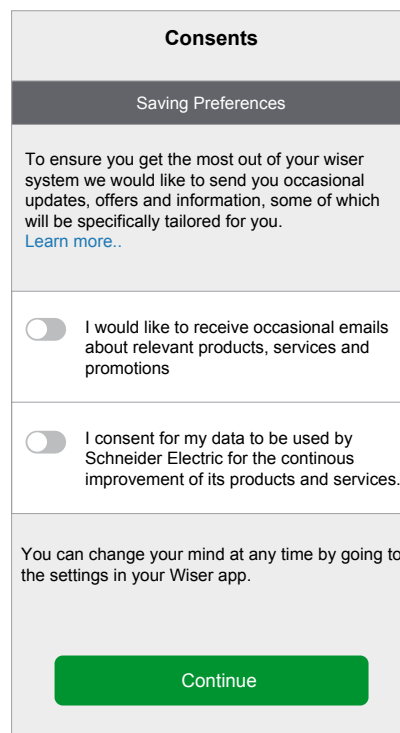 Consents
Saving Preferences
To ensure you get the most out of your wiser
system we would like to send you occasional
updates, offers and information, some of which
will be specifically tailored for you.
Learn more..
I would like to receive occasional emails
about relevant products, services and
promotions
I consent for my data to be used by
Schneider Electric for the continous
improvement of its products and services.
You can change your mind at any time by going to
the settings in your Wiser app.
Continue